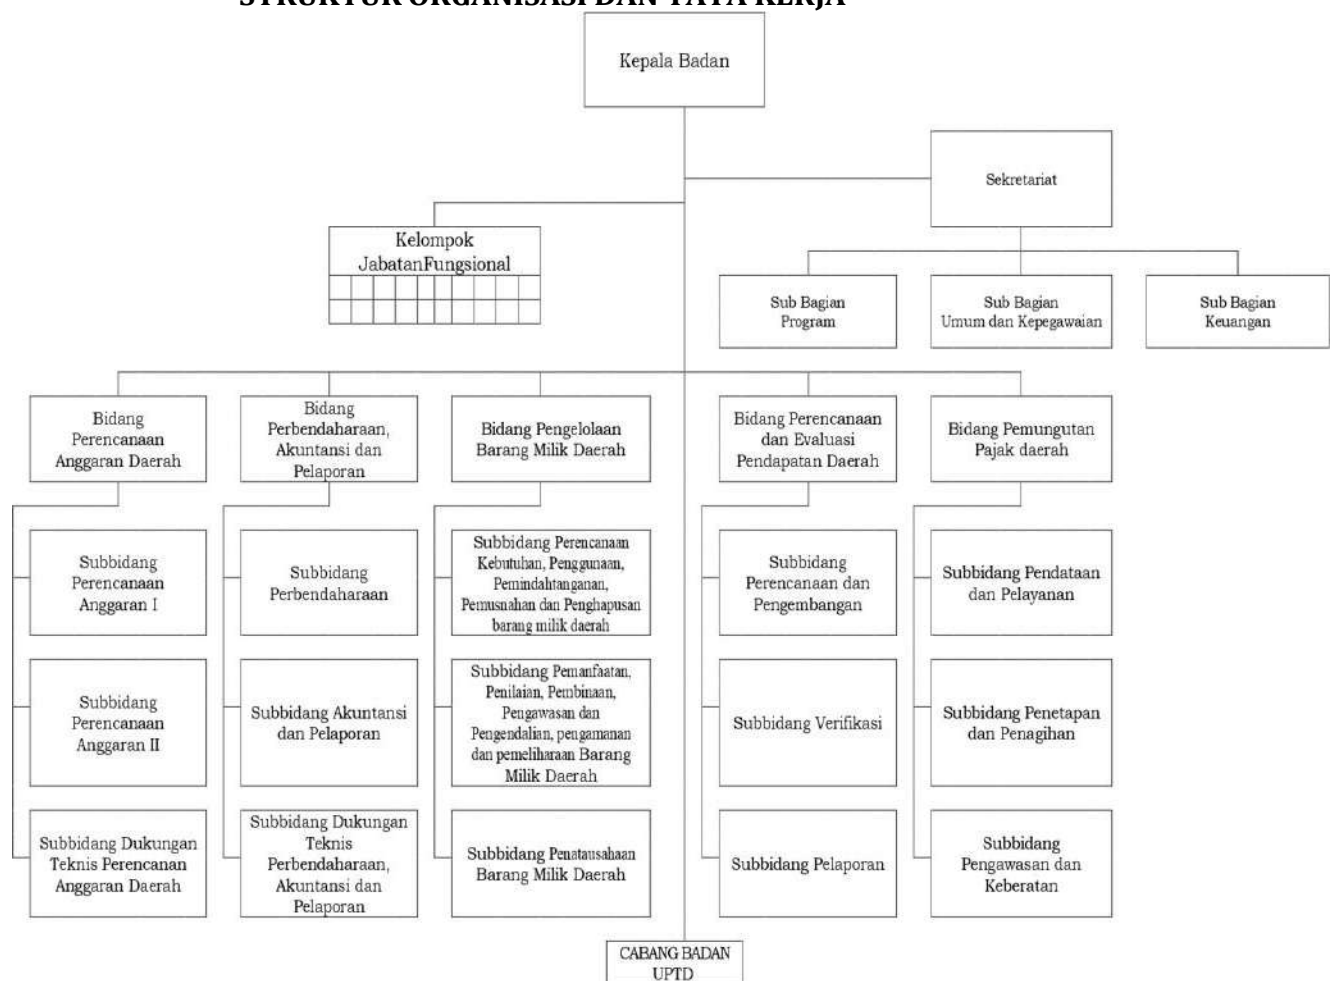 STRUKTUR ORGANISASI DAN TATA KERJA
Kepala Badan
Sekretariat
Kelompok
JabatanFungsional
Sub Bagian
Program
Sub Bagian
Umum dan Kepegawaian
Sub Bagian
Keuangan
Bidang
Perencanaan
Anggaran Daerah
Bidang
Perbendaharaan,
Akuntansi dan
Pelaporan
Bidang Pengelolaan
Barang Milik Daerah
Bidang Perencanaan
dan Evaluasi
Pendapatan Daerah
Bidang Pemungutan
Pajak daerah
Subbidang
Perencanaan
Anggaran I
Subbidang
Perbendaharaan
Subbidang Perencanaan
Kebutuhan, Penggunaan,
Pemindahtanganan,
Pemusnahan dan Penghapusan
barang milik daerah
Subbidang
Perencanaan dan
Pengembangan
Subbidang Pendataan
dan Pelayanan
Subbidang
Perencanaan
Anggaran II
Subbidang Akuntansi
dan Pelaporan
Subbidang Pemanfaatan,
Penilaian, Pembinaan,
Pengawasan dan
Pengendalian, pengamanan
dan pemeliharaan Barang
Milik Daerah
Subbidang Verifikasi
Subbidang Penetapan
dan Penagihan
Subbidang Dukungan
Teknis Perencanan
Anggaran Daerah
Subbidang Dukungan
Teknis
Perbendaharaan,
Akuntansi dan
Pelaporan
Subbidang Penatausahaan
Barang Milik Daerah
Subbidang Pelaporan
Subbidang
Pengawasan dan
Keberatan
CABANG BADAN
UPTD